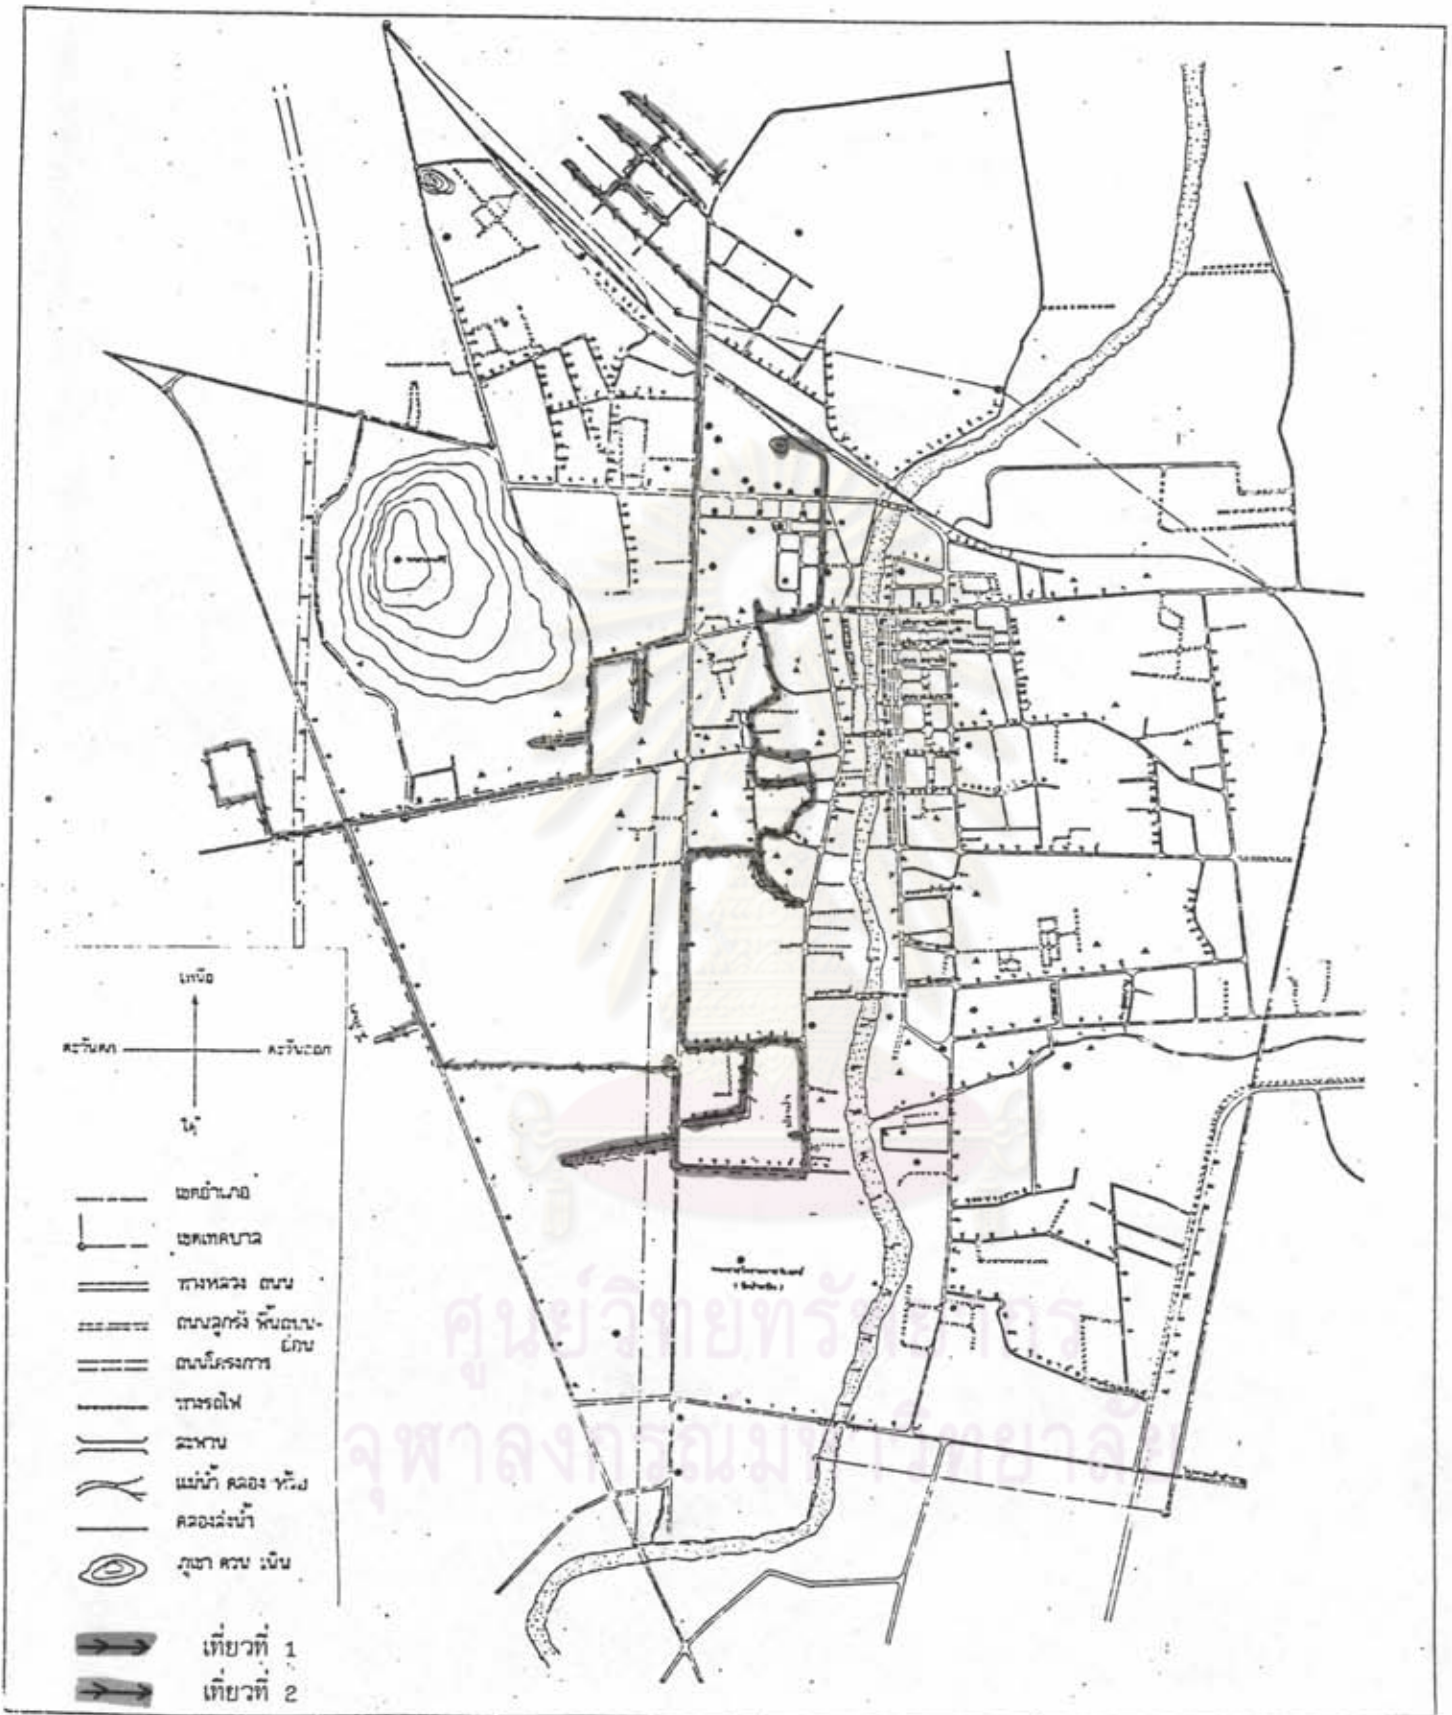 เหนือ
ตะวันตก
ตะวันออก
ใต้
เขตอำเภอ
เขตเทศบาล
ทางหลวง ถนน
ถนนลูกรัง พื้นถนน-
อ่อน
ถนนโครงการ
ทางรถไฟ
สะพาน
แม่น้ำ คลอง ห้วย
คลองส่งน้ำ
ภูเขา ควน เนิน
เที่ยวที่ 1
เที่ยวที่ 2
ศูนย์วิทยทรัพยากร
จุฬาลงกรณ์มหาวิทยาลัย